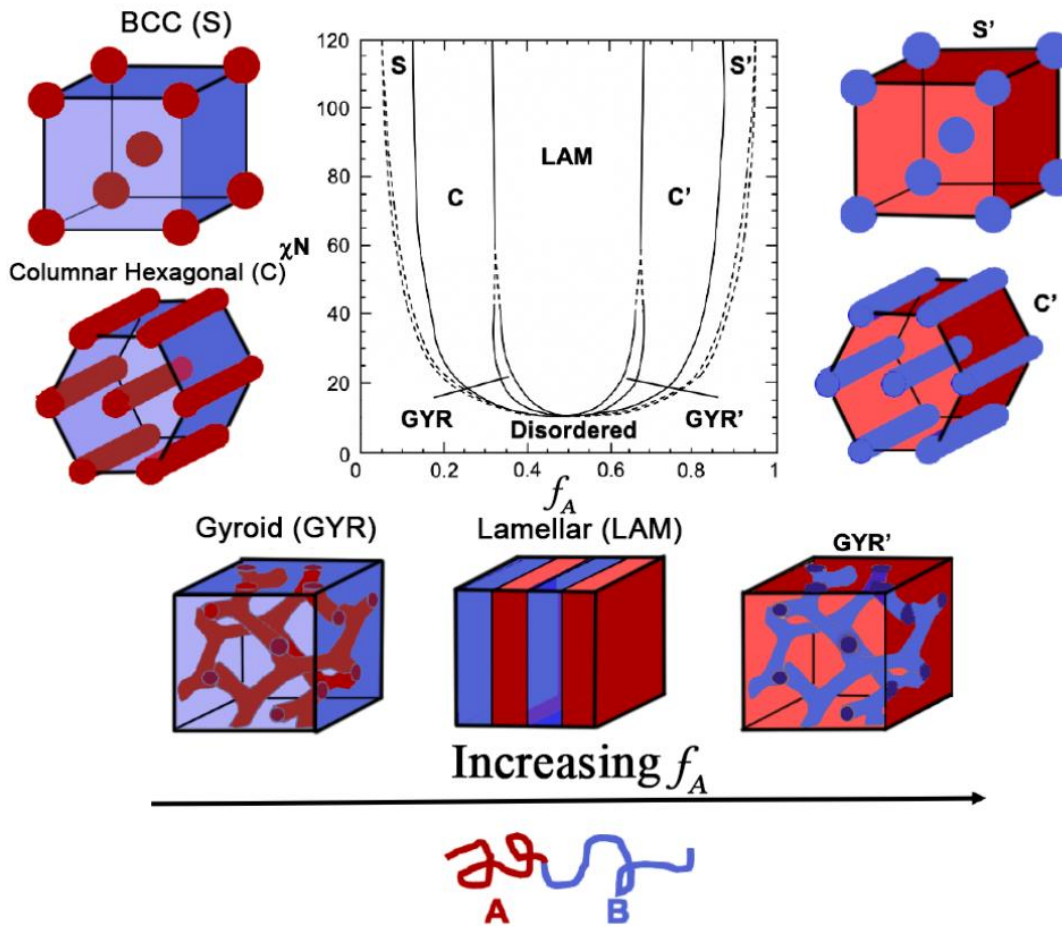 BCC (S)
S'
120
100
80
60
40
20
0
χN
S
S'
LAM
C
C'
GYR
GYR'
Disordered
0
0.2
0.4
0.6
0.8
1
f_A
Columnar Hexagonal (C)
C'
Gyroid (GYR)
Lamellar (LAM)
GYR'
Increasing f_A
A
B